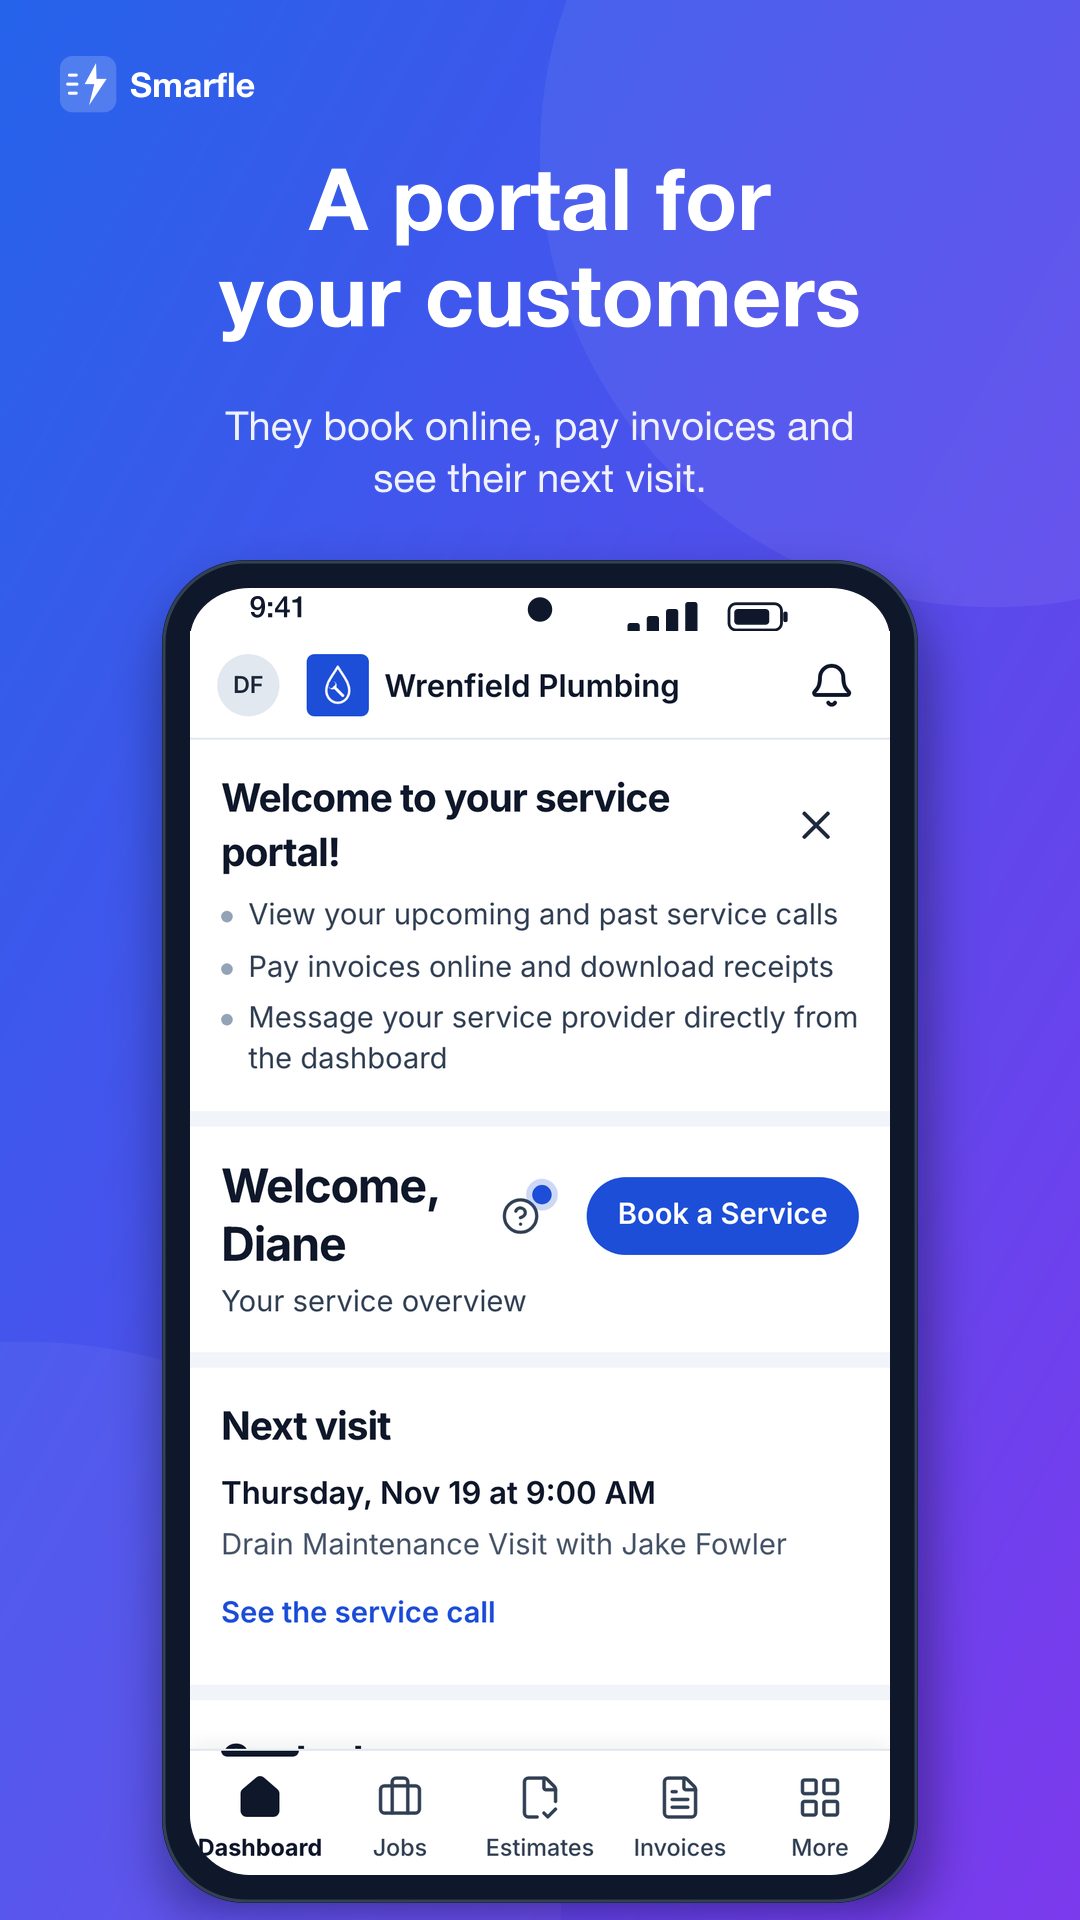 Smarfle
A portal for
your customers
They book online, pay invoices and
see their next visit.
9:41
DF
Wrenfield Plumbing
Welcome to your service
portal!
View your upcoming and past service calls
Pay invoices online and download receipts
Message your service provider directly from
the dashboard
Welcome,
Diane
Book a Service
Your service overview
Next visit
Thursday, Nov 19 at 9:00 AM
Drain Maintenance Visit with Jake Fowler
See the service call
Dashboard
Jobs
Estimates
Invoices
More